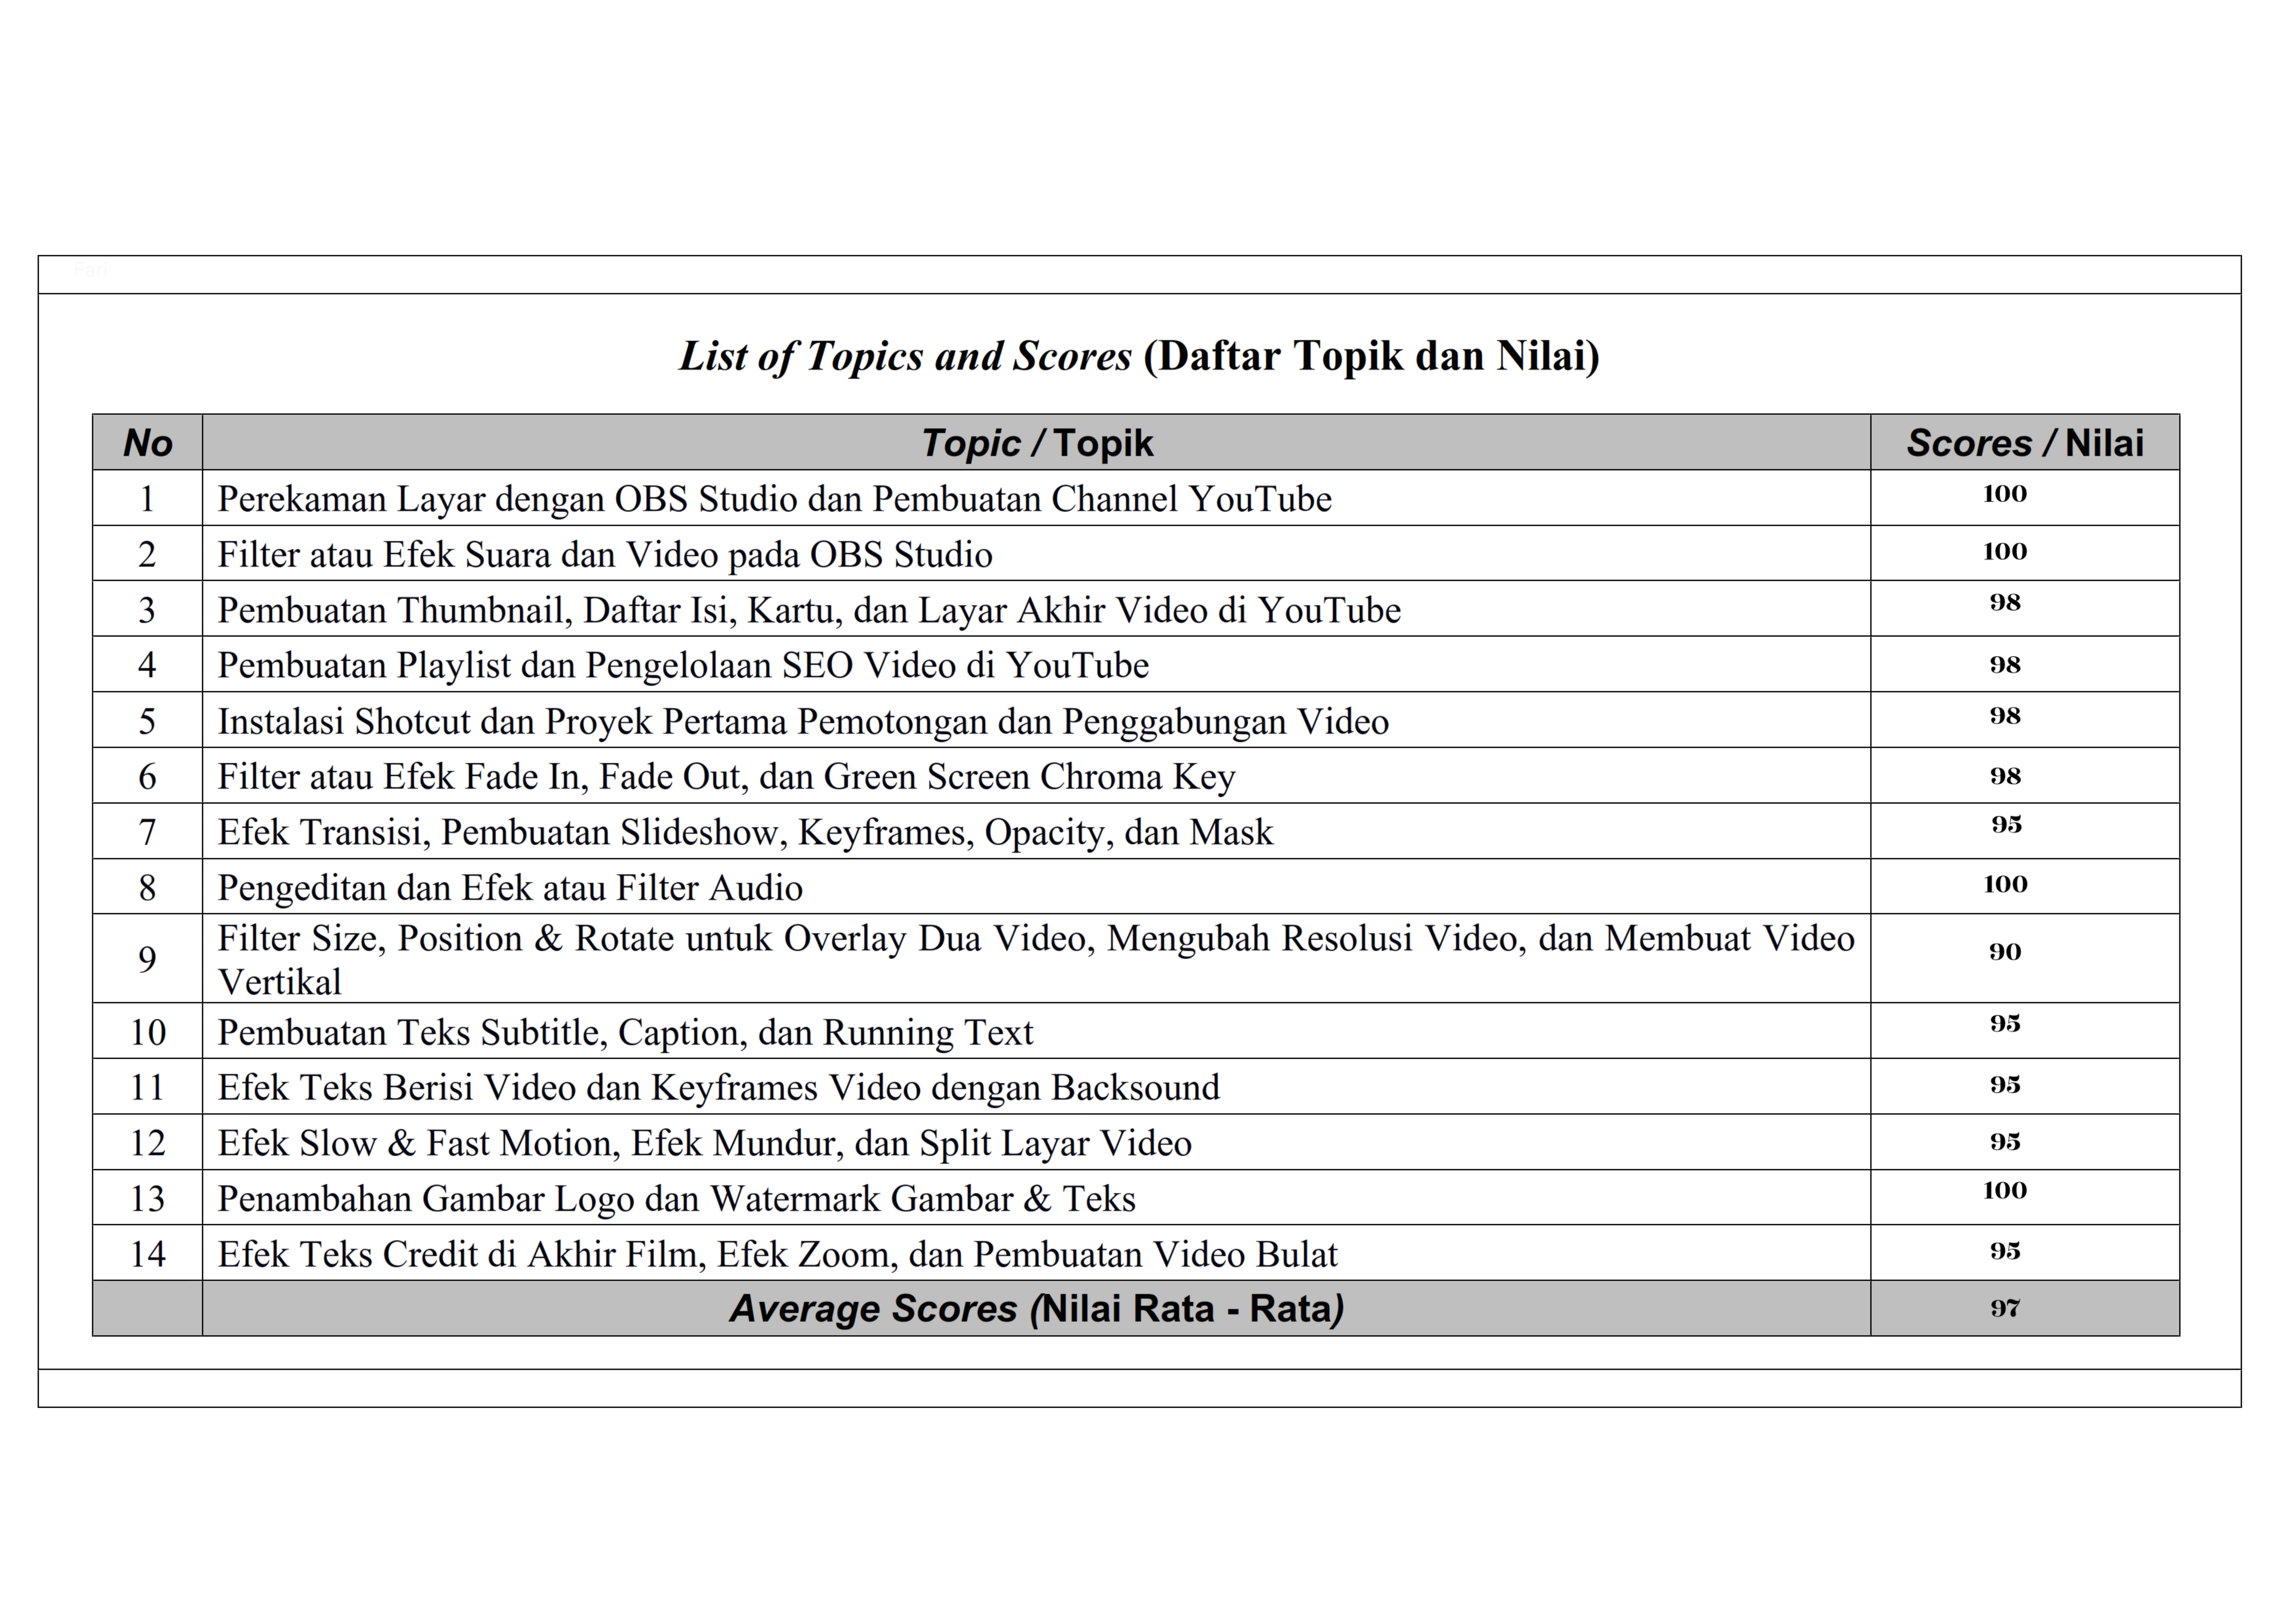 List of Topics and Scores (Daftar Topik dan Nilai)
No Topic / Topik Scores / Nilai
1 Perekaman Layar dengan OBS Studio dan Pembuatan Channel YouTube 100
2 Filter atau Efek Suara dan Video pada OBS Studio 100
3 Pembuatan Thumbnail, Daftar Isi, Kartu, dan Layar Akhir Video di YouTube 98
4 Pembuatan Playlist dan Pengelolaan SEO Video di YouTube 98
5 Instalasi Shotcut dan Proyek Pertama Pemotongan dan Penggabungan Video 98
6 Filter atau Efek Fade In, Fade Out, dan Green Screen Chroma Key 98
7 Efek Transisi, Pembuatan Slideshow, Keyframes, Opacity, dan Mask 95
8 Pengeditan dan Efek atau Filter Audio 100
9 Filter Size, Position & Rotate untuk Overlay Dua Video, Mengubah Resolusi Video, dan Membuat Video
Vertikal 90
10 Pembuatan Teks Subtitle, Caption, dan Running Text 95
11 Efek Teks Berisi Video dan Keyframes Video dengan Backsound 95
12 Efek Slow & Fast Motion, Efek Mundur, dan Split Layar Video 95
13 Penambahan Gambar Logo dan Watermark Gambar & Teks 100
14 Efek Teks Credit di Akhir Film, Efek Zoom, dan Pembuatan Video Bulat 95
Average Scores (Nilai Rata - Rata) 97